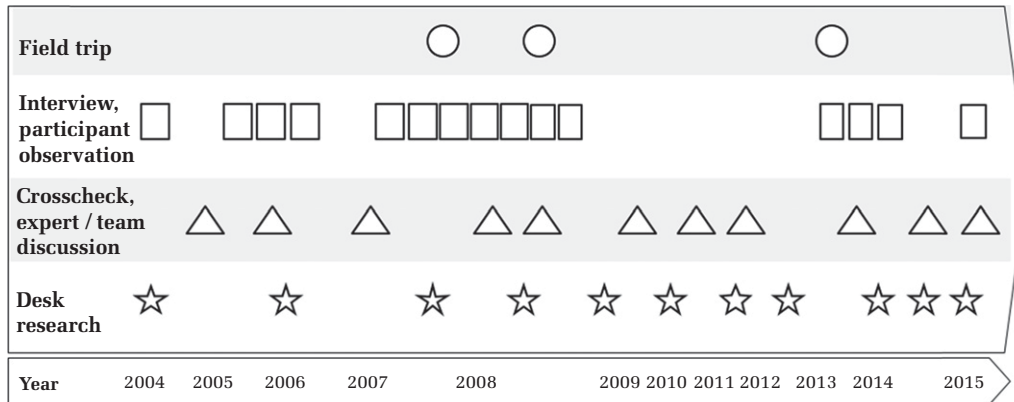 Field trip
Interview,
participant
observation
Crosscheck,
expert / team
discussion
Desk
research
Year 2004 2005 2006 2007 2008 2009 2010 2011 2012 2013 2014 2015